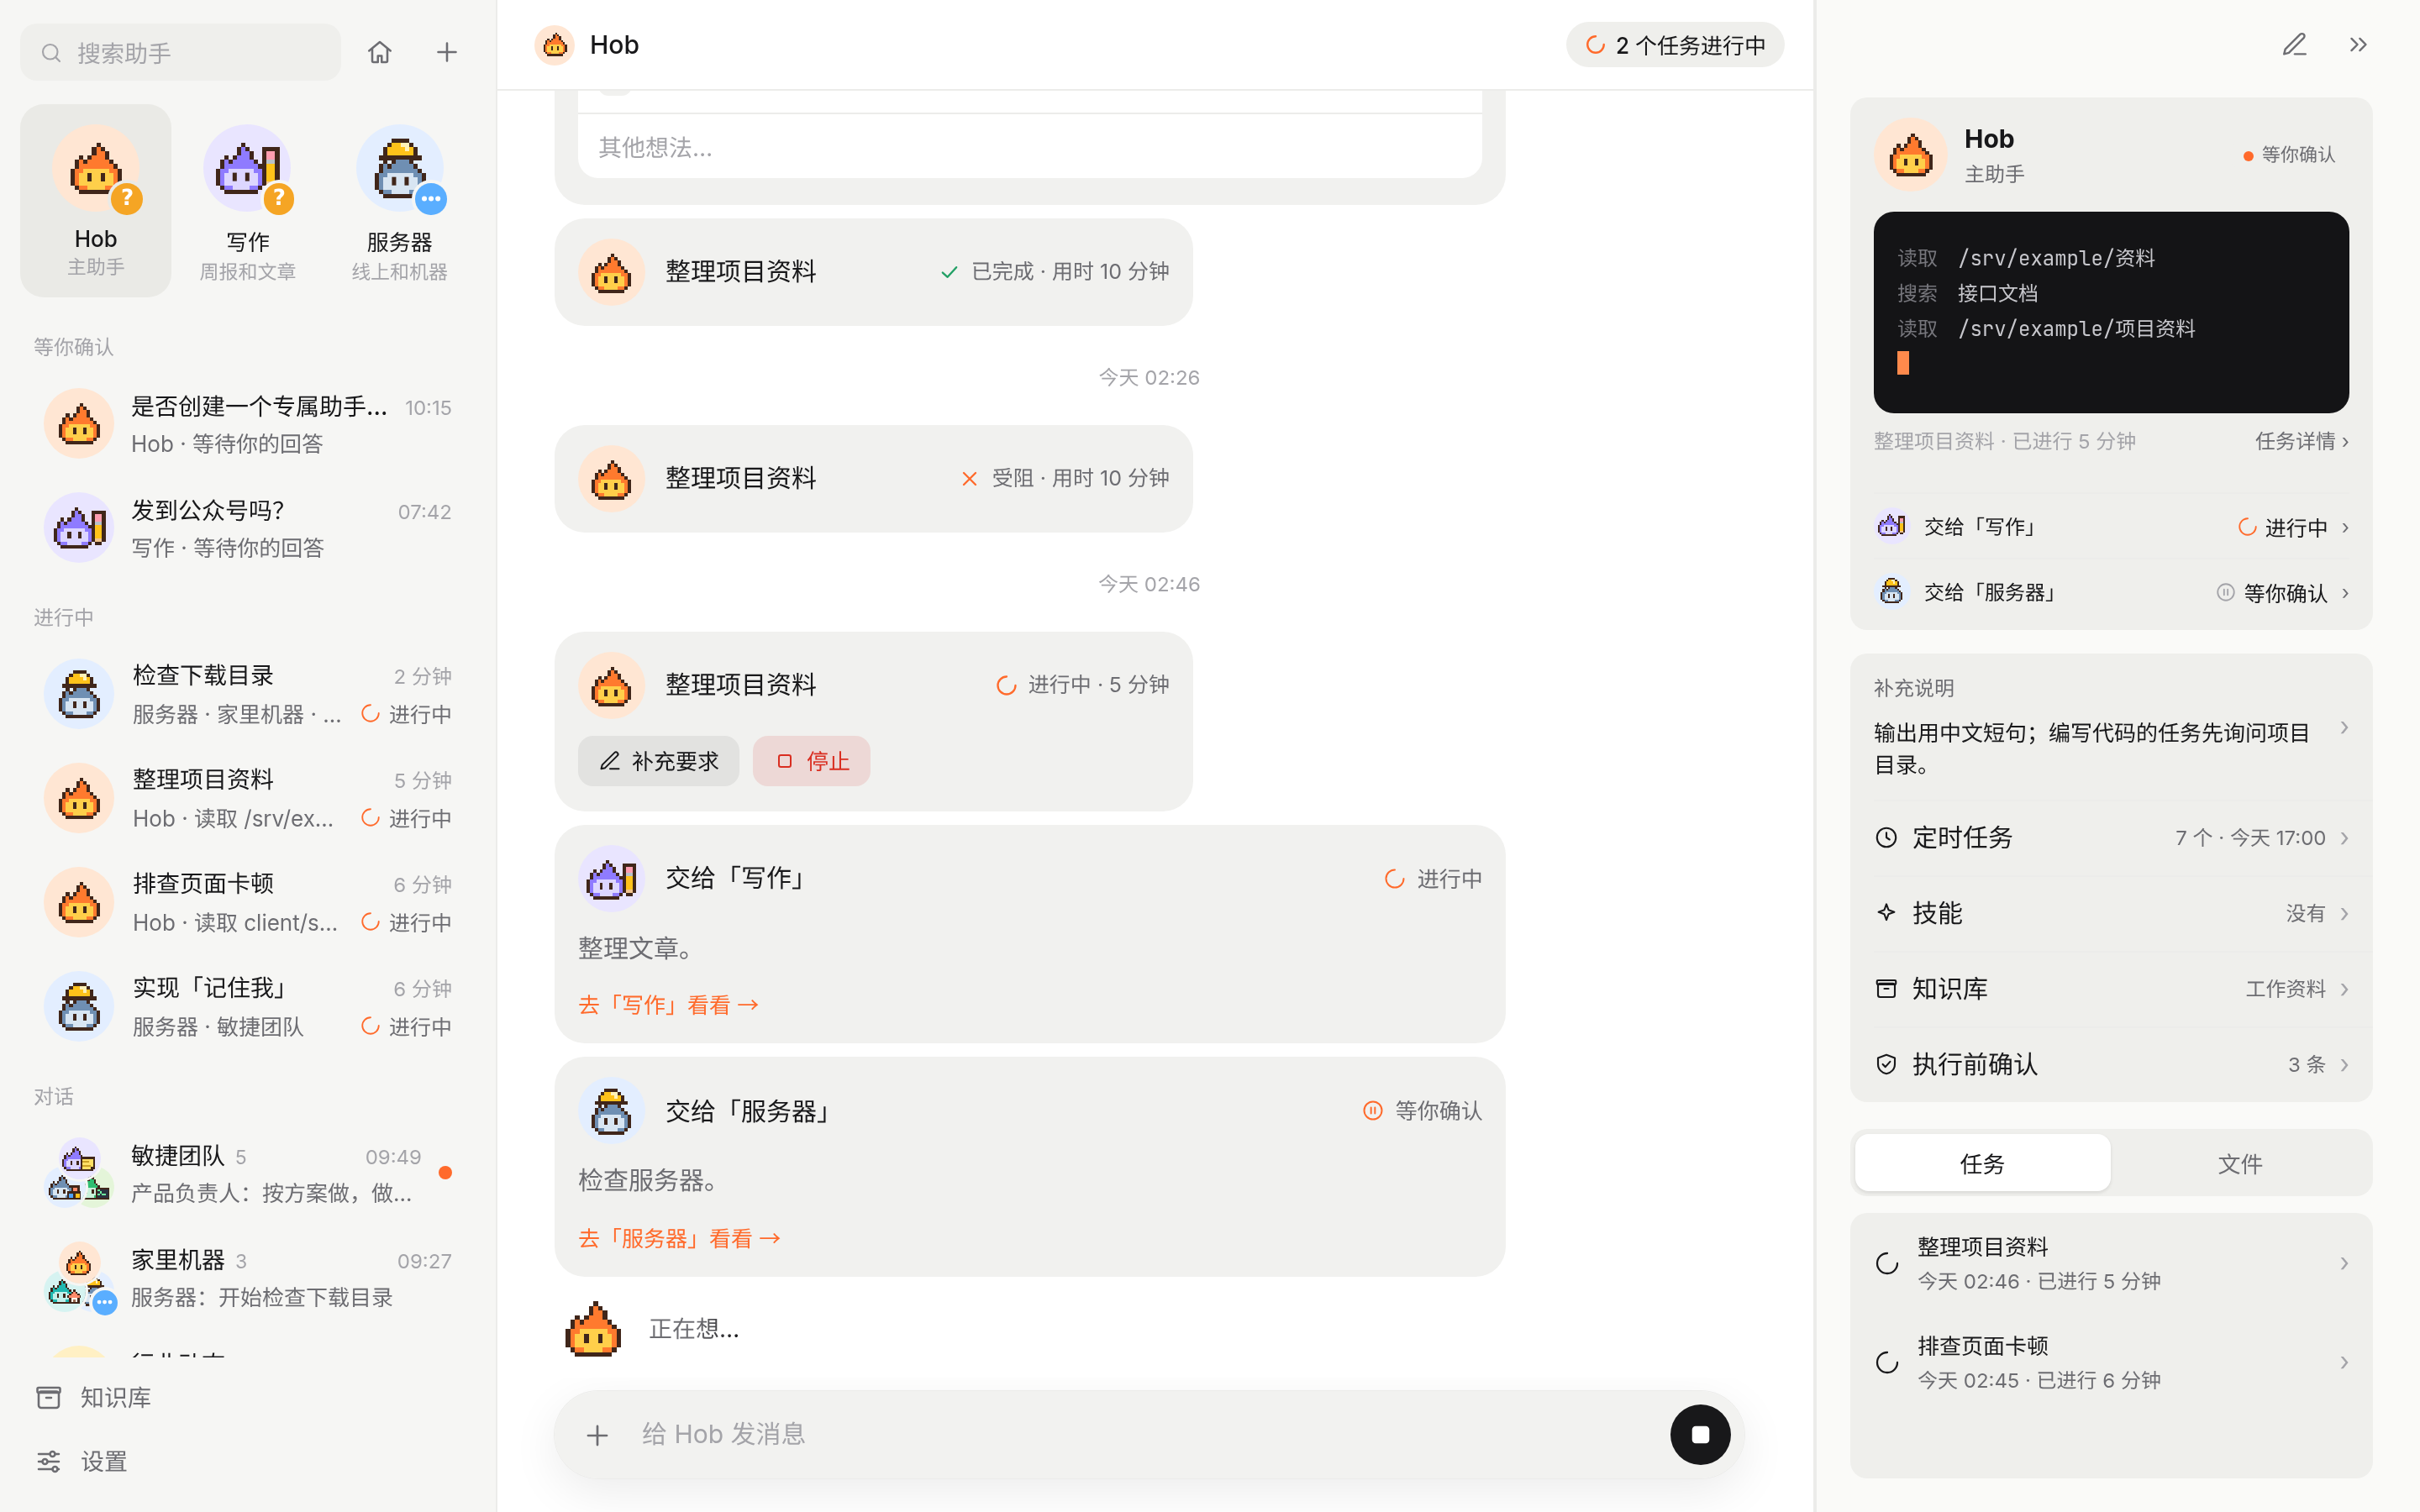 搜索助手
Hob
主助手
写作
周报和文章
服务器
线上和机器
等你确认
是否创建一个专属助手... 10:15
Hob · 等待你的回答
发到公众号吗? 07:42
写作 · 等待你的回答
进行中
检查下载目录 2 分钟
服务器 · 家里机器 · ... 进行中
整理项目资料 5 分钟
Hob · 读取 /srv/ex... 进行中
排查页面卡顿 6 分钟
Hob · 读取 client/s... 进行中
实现「记住我」 6 分钟
服务器 · 敏捷团队 进行中
对话
敏捷团队 5 09:49
产品负责人：按方案做，做...
家里机器 3 09:27
服务器：开始检查下载目录
知识库
设置
Hob
2 个任务进行中
其他想法...
整理项目资料 已完成 · 用时 10 分钟
今天 02:26
整理项目资料 受阻 · 用时 10 分钟
今天 02:46
整理项目资料 进行中 · 5 分钟
补充要求 停止
交给「写作」 进行中
整理文章。
去「写作」看看 →
交给「服务器」 等你确认
检查服务器。
去「服务器」看看 →
正在想...
给 Hob 发消息
Hob
主助手
等你确认
读取 /srv/example/资料
搜索 接口文档
读取 /srv/example/项目资料
整理项目资料 · 已进行 5 分钟 任务详情 ›
交给「写作」 进行中 ›
交给「服务器」 等你确认 ›
补充说明
输出用中文短句；编写代码的任务先询问项目
目录。
定时任务 7 个 · 今天 17:00
技能 没有
知识库 工作资料
执行前确认 3 条
任务 文件
整理项目资料
今天 02:46 · 已进行 5 分钟
排查页面卡顿
今天 02:45 · 已进行 6 分钟